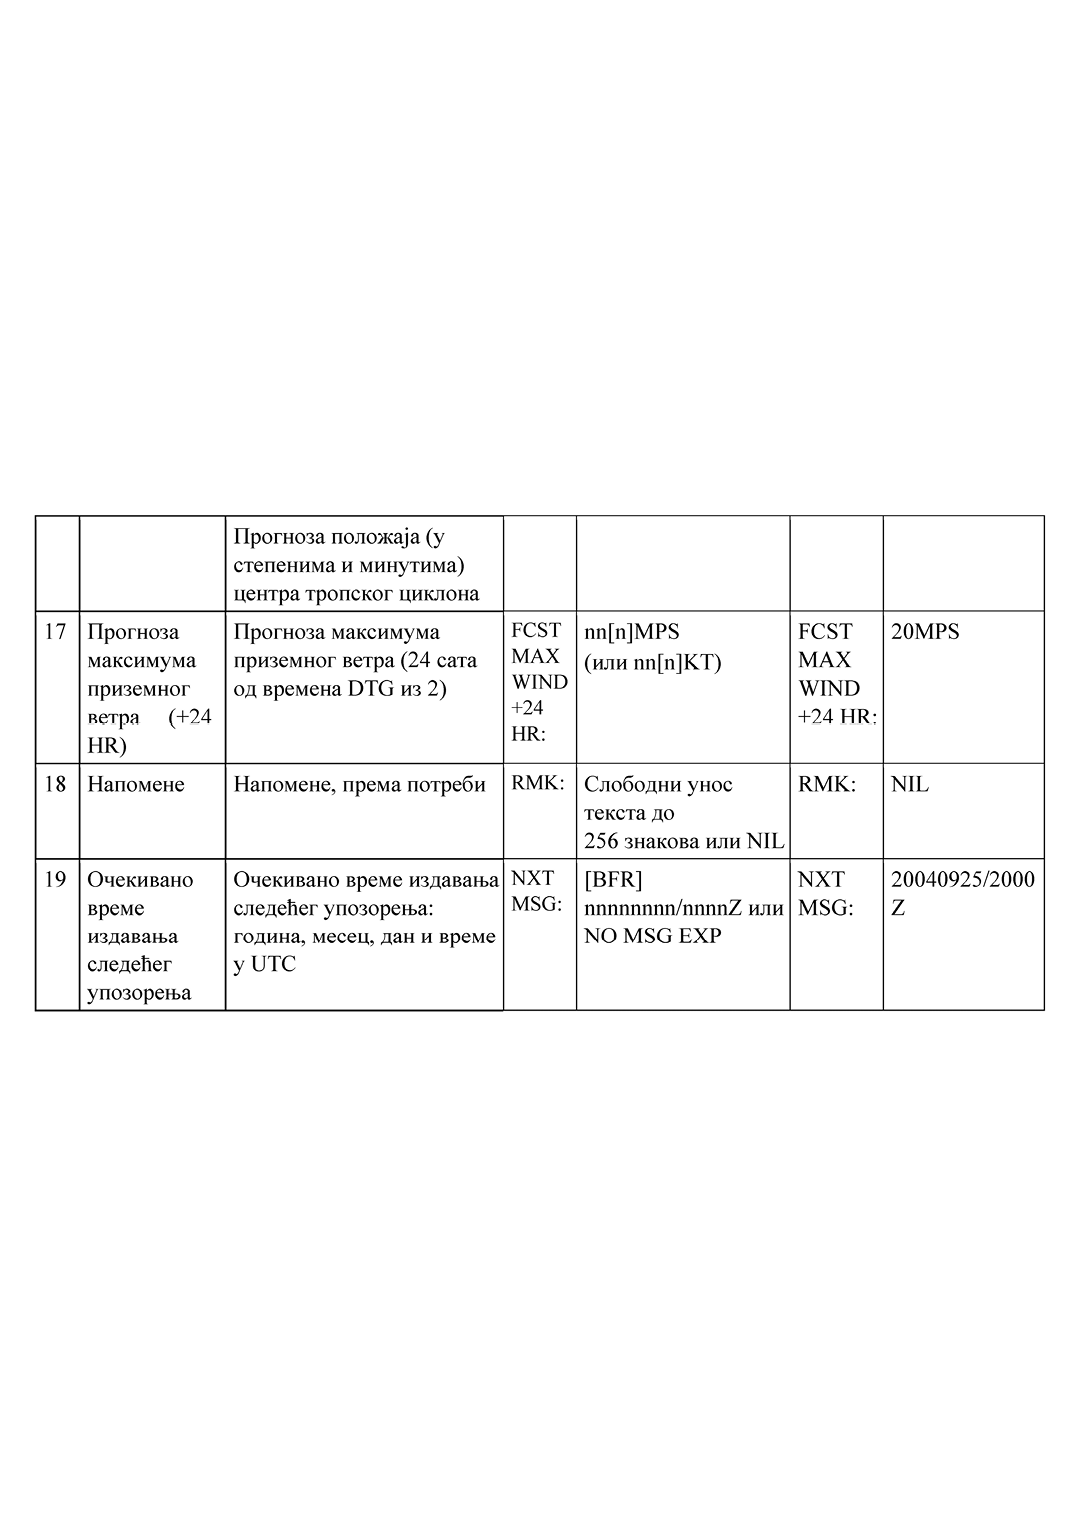 Прогноза положаја (у
степенима и минутима)
центра тропског циклона
17
Прогноза
максимума
приземног
ветра (+24
HR)
Прогноза максимума
приземног ветра (24 сата
од времена DTG из 2)
FCST
MAX
WIND
+24
HR:
nn[n]MPS
(или nn[n]KT)
FCST
MAX
WIND
+24 HR:
20MPS
18
Напомене
Напомене, према потреби
RMK:
Слободни унос
текста до
256 знакова или NIL
RMK:
NIL
19
Очекивано
време
издавања
следећег
упозорења
Очекивано време издавања
следећег упозорења:
година, месец, дан и време
у UTC
NXT
MSG:
[BFR]
nnnnnnnn/nnnnZ или
NO MSG EXP
NXT
MSG:
20040925/2000
Z